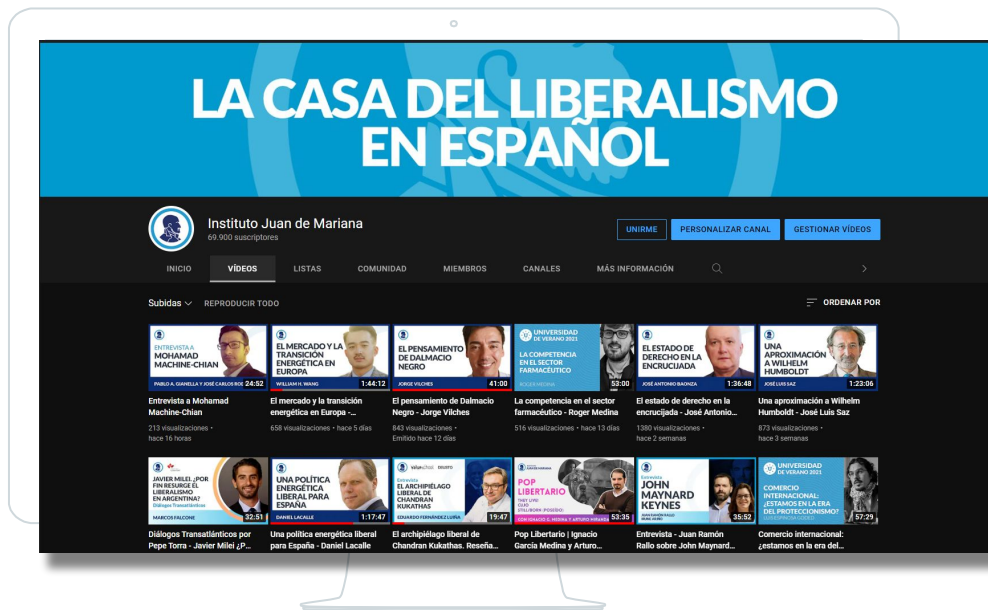 LA CASA DEL LIBERALISMO
EN ESPAÑOL
Instituto Juan de Mariana
69.900 suscriptores
UNIRME
PERSONALIZAR CANAL
GESTIONAR VÍDEOS
INICIO
VÍDEOS
LISTAS
COMUNIDAD
MIEMBROS
CANALES
MÁS INFORMACIÓN
Subidas
REPRODUCIR TODO
ORDENAR POR
ENTREVISTA A
MOHAMAD
MACHINE-CHIAN
PABLO A. GIANELLA Y JOSÉ CARLOS
24:52
EL MERCADO Y LA
TRANSICIÓN
ENERGÉTICA EN
EUROPA
WILLIAM H. WANG
1:44:12
EL PENSAMIENTO
DE DALMACIO
NEGRO
JORGE VILCHES
41:00
UNIVERSIDAD
DE VERANO 2021
LA COMPETENCIA
EN EL SECTOR
FARMACÉUTICO
ROGER MEDINA
53:00
EL ESTADO DE
DERECHO EN LA
ENCRUCIJADA
JOSÉ ANTONIO BAONZA
1:36:48
UNA
APROXIMACIÓN
A WILHELM
HUMBOLDT
JOSÉ LUIS SAZ
1:23:06
Entrevista a Mohamad
Machine-Chian
213 visualizaciones •
hace 16 horas
El mercado y la transición
energética en Europa -...
658 visualizaciones • hace 5 días
El pensamiento de Dalmacio
Negro - Jorge Vilches
843 visualizaciones •
Emitido hace 12 días
La competencia en el sector
farmacéutico - Roger Medina
516 visualizaciones • hace 13 días
El estado de derecho en la
encrucijada - José Antonio...
1380 visualizaciones •
hace 2 semanas
Una aproximación a Wilhelm
Humboldt - José Luis Saz
873 visualizaciones •
hace 3 semanas
JAVIER MILEI. ¿POR
FIN RESURGE EL
LIBERALISMO
EN ARGENTINA?
Diálogos Transatlánticos
MARCOS FALCONE
32:51
UNA POLÍTICA
ENERGÉTICA
LIBERAL PARA
ESPAÑA
DANIEL LACALLE
1:17:47
EL ARCHIPIÉLAGO
LIBERAL DE
CHANDRAN
KUKATHAS
EDUARDO FERNÁNDEZ LUIÑA
19:47
POP
LIBERTARIO
CON IGNACIO G. MEDINA Y ARTURO
53:35
Entrevista
JOHN
MAYNARD
KEYNES
35:52
UNIVERSIDAD
DE VERANO 2021
COMERCIO
INTERNACIONAL:
¿ESTAMOS EN LA ERA
DEL PROTECCIONISMO?
57:29
Diálogos Transatlánticos por
Pepe Torra - Javier Milei ¿P...
Una política energética liberal
para España - Daniel Lacalle
El archipiélago liberal de
Chandran Kukathas. Reseña...
Pop Libertario | Ignacio
García Medina y Arturo...
Entrevista - Juan Ramón
Rallo sobre John Maynard...
Comercio internacional:
¿estamos en la era del...